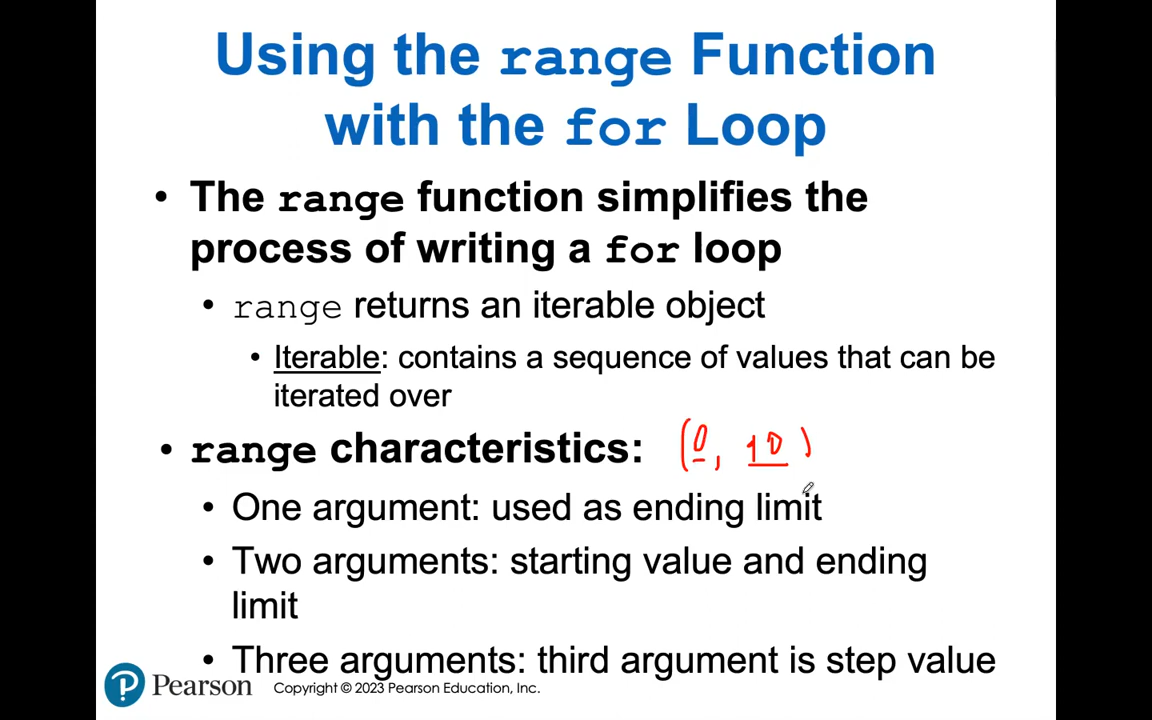 Using the range Function
with the for Loop
• The range function simplifies the
process of writing a for loop
• range returns an iterable object
• Iterable: contains a sequence of values that can be
iterated over
• range characteristics: (0, 10)
• One argument: used as ending limit
• Two arguments: starting value and ending
limit
• Three arguments: third argument is step value
Pearson Copyright © 2023 Pearson Education, Inc.